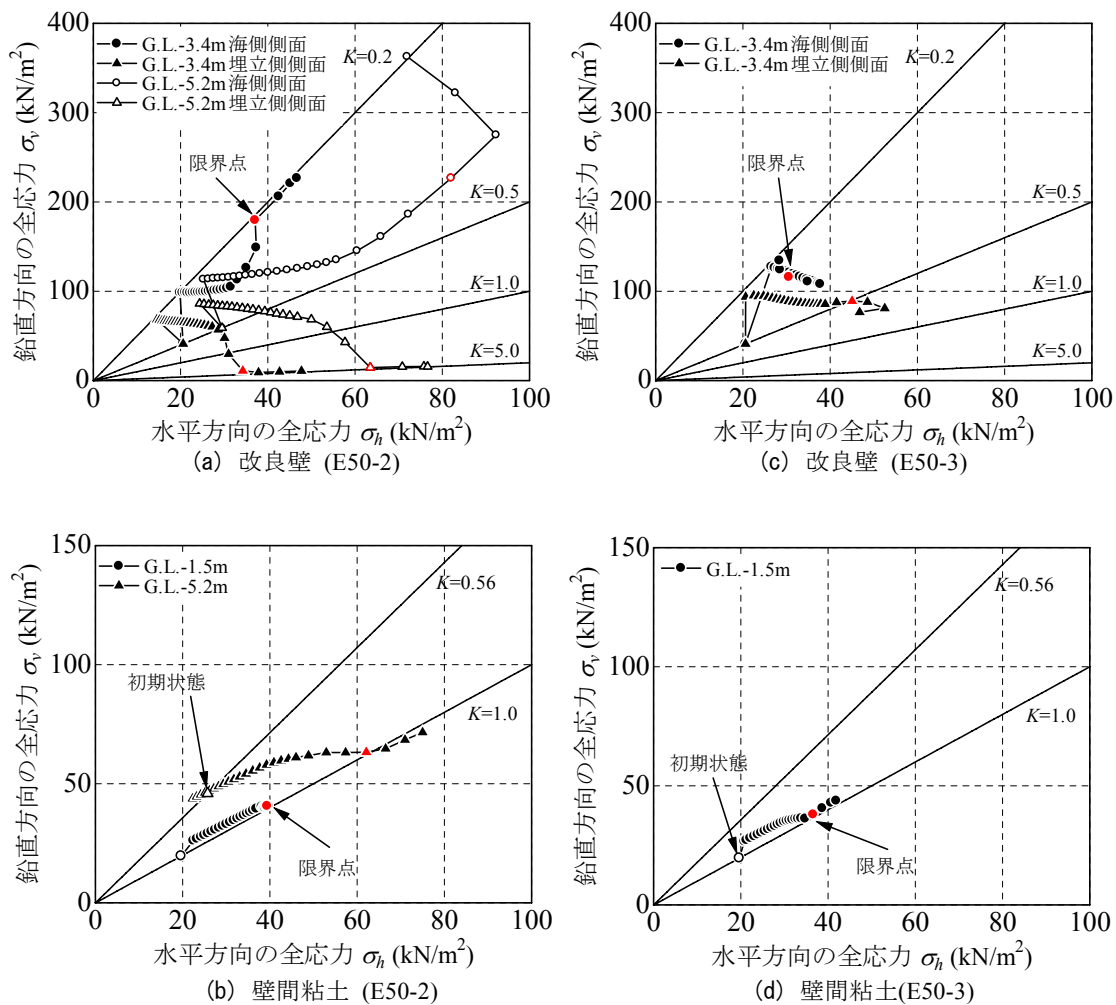 鉛直方向の全応力 σv (kN/m2)
400
300
200
100
0
G.L.-3.4m 海側側面
G.L.-3.4m 埋立側側面
G.L.-5.2m 海側側面
G.L.-5.2m 埋立側側面
K=0.2
限界点
K=0.5
K=1.0
K=5.0
0 20 40 60 80 100
水平方向の全応力 σh (kN/m2)
(a) 改良壁 (E50-2)
鉛直方向の全応力 σv (kN/m2)
400
300
200
100
0
G.L.-3.4m 海側側面
G.L.-3.4m 埋立側側面
K=0.2
限界点
K=0.5
K=1.0
K=5.0
0 20 40 60 80 100
水平方向の全応力 σh (kN/m2)
(c) 改良壁 (E50-3)
鉛直方向の全応力 σv (kN/m2)
150
100
50
0
G.L.-1.5m
G.L.-5.2m
K=0.56
初期状態
K=1.0
限界点
0 20 40 60 80 100
水平方向の全応力 σh (kN/m2)
(b) 壁間粘土 (E50-2)
鉛直方向の全応力 σv (kN/m2)
150
100
50
0
G.L.-1.5m
K=0.56
K=1.0
初期状態
限界点
0 20 40 60 80 100
水平方向の全応力 σh (kN/m2)
(d) 壁間粘土(E50-3)